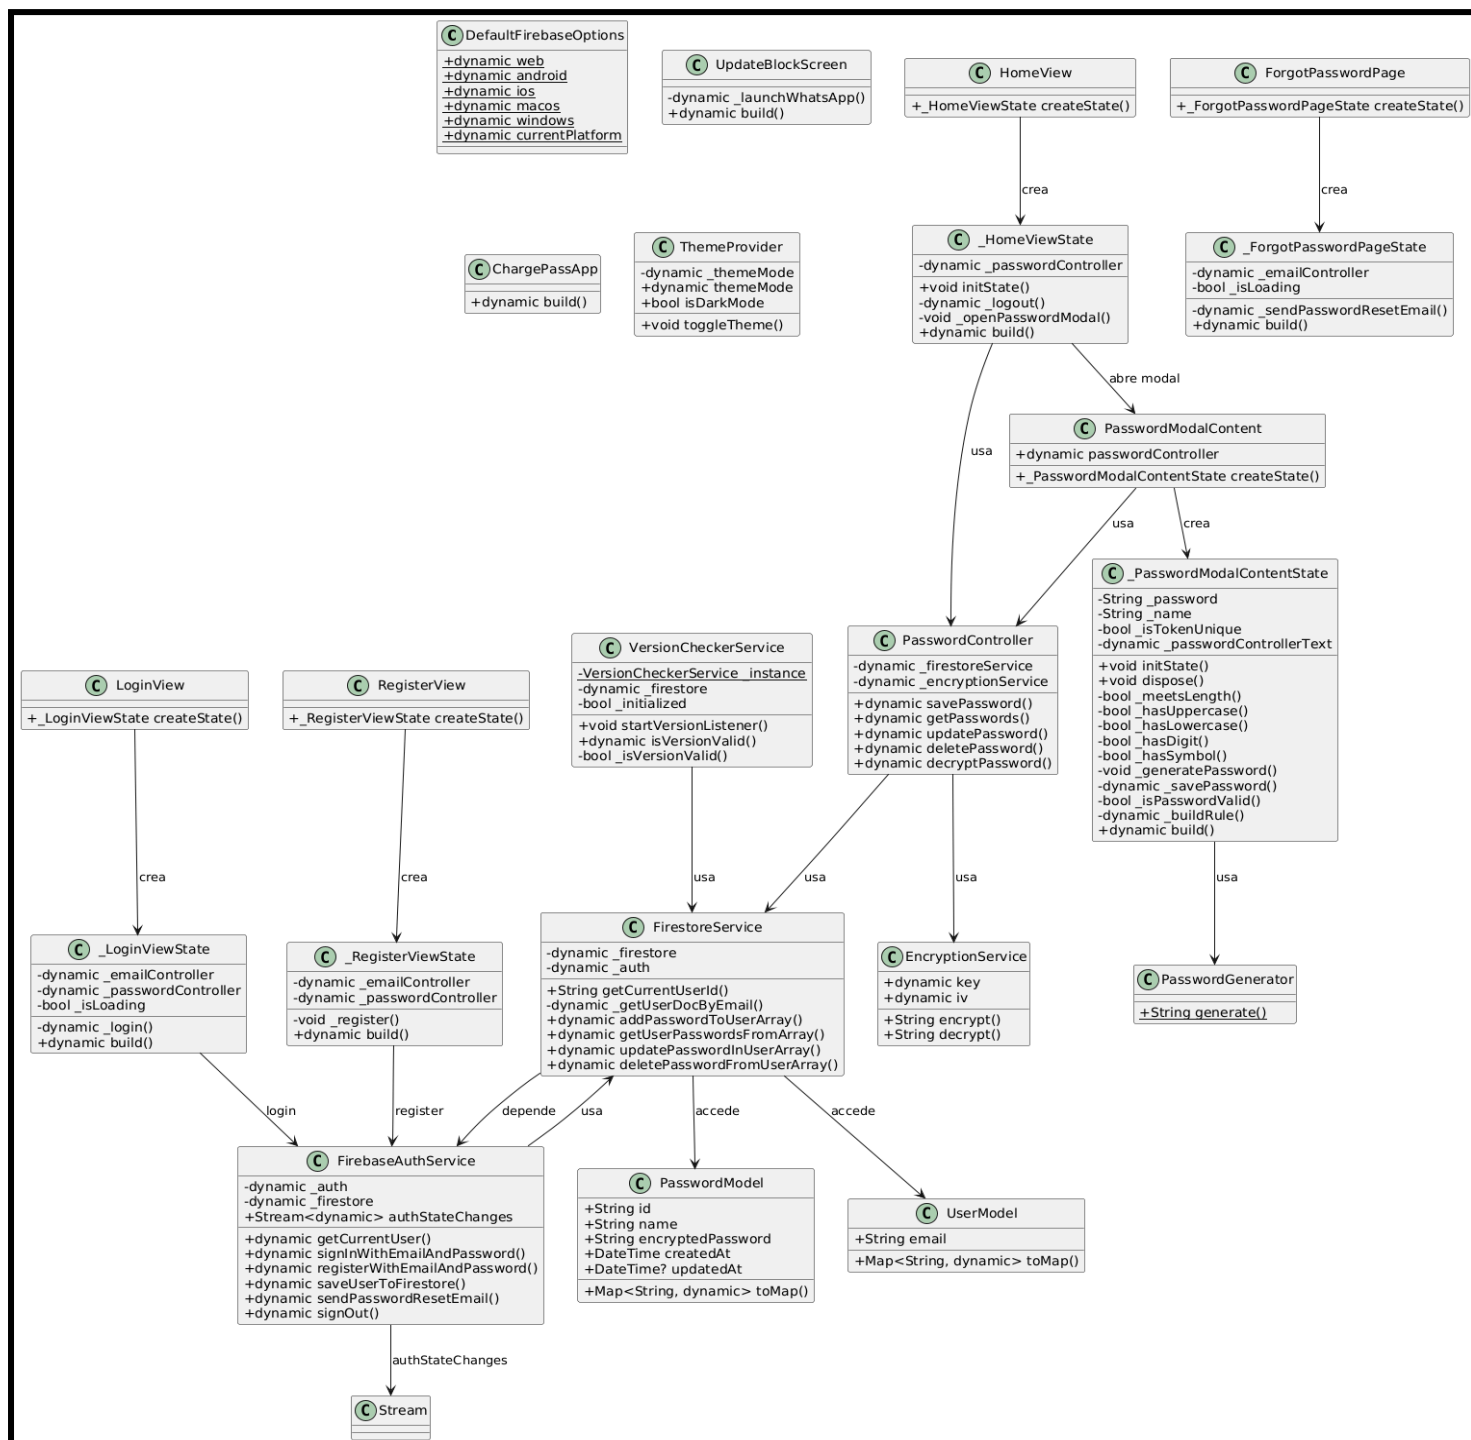 C DefaultFirebaseOptions
+dynamic web
+dynamic android
+dynamic ios
+dynamic macos
+dynamic windows
+dynamic currentPlatform
C UpdateBlockScreen
-dynamic _launchWhatsApp()
+dynamic build()
C HomeView
+_HomeViewState createState()
C ForgotPasswordPage
+_ForgotPasswordPageState createState()
crea
crea
C ChargePassApp
+dynamic build()
C ThemeProvider
-dynamic _themeMode
+dynamic themeMode
+bool isDarkMode
+void toggleTheme()
C _HomeViewState
-dynamic _passwordController
+void initState()
-dynamic _logout()
-void _openPasswordModal()
+dynamic build()
C _ForgotPasswordPageState
-dynamic _emailController
-bool _isLoading
-dynamic _sendPasswordResetEmail()
+dynamic build()
abre modal
usa
C PasswordModalContent
+dynamic passwordController
+_PasswordModalContentState createState()
usa
crea
C LoginView
+_LoginViewState createState()
C RegisterView
+_RegisterViewState createState()
C VersionCheckerService
-VersionCheckerService _instance
-dynamic _firestore
-bool _initialized
+void startVersionListener()
+dynamic isVersionValid()
-bool _isVersionValid()
C PasswordController
-dynamic _firestoreService
-dynamic _encryptionService
+dynamic savePassword()
+dynamic getPasswords()
+dynamic updatePassword()
+dynamic deletePassword()
+dynamic decryptPassword()
C _PasswordModalContentState
-String _password
-String _name
-bool _isTokenUnique
-dynamic _passwordControllerText
+void initState()
+void dispose()
-bool _meetsLength()
-bool _hasUppercase()
-bool _hasLowercase()
-bool _hasDigit()
-bool _hasSymbol()
-void _generatePassword()
-dynamic _savePassword()
-bool _isPasswordValid()
-dynamic _buildRule()
+dynamic build()
crea
crea
usa
usa
usa
usa
C _LoginViewState
-dynamic _emailController
-dynamic _passwordController
-bool _isLoading
-dynamic _login()
+dynamic build()
C _RegisterViewState
-dynamic _emailController
-dynamic _passwordController
-void _register()
+dynamic build()
C FirestoreService
-dynamic _firestore
-dynamic _auth
+String getCurrentUserId()
-dynamic _getUserDocByEmail()
+dynamic addPasswordToUserArray()
+dynamic getUserPasswordsFromArray()
+dynamic updatePasswordInUserArray()
+dynamic deletePasswordFromUserArray()
C EncryptionService
+dynamic key
+dynamic iv
+String encrypt()
+String decrypt()
C PasswordGenerator
+String generate()
login
register
depende
usa
accede
accede
C FirebaseAuthService
-dynamic _auth
-dynamic _firestore
+Stream<dynamic> authStateChanges
+dynamic getCurrentUser()
+dynamic signInWithEmailAndPassword()
+dynamic registerWithEmailAndPassword()
+dynamic saveUserToFirestore()
+dynamic sendPasswordResetEmail()
+dynamic signOut()
C PasswordModel
+String id
+String name
+String encryptedPassword
+DateTime createdAt
+DateTime? updatedAt
+Map<String, dynamic> toMap()
C UserModel
+String email
+Map<String, dynamic> toMap()
authStateChanges
C Stream